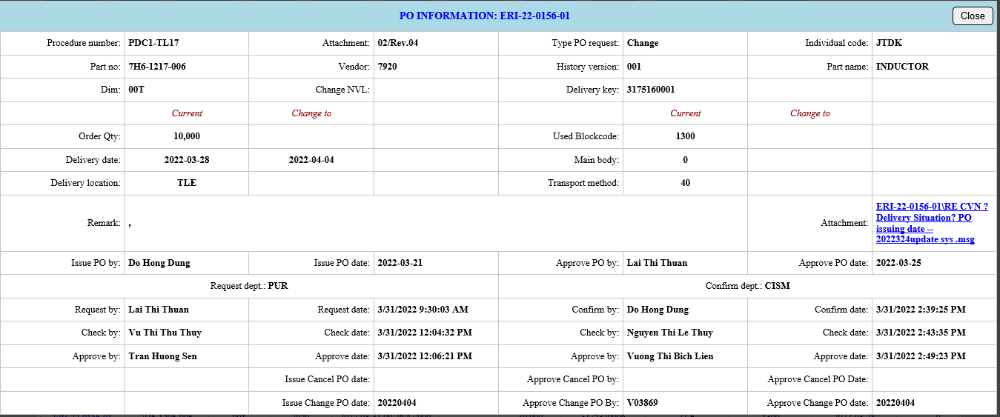 PO INFORMATION: ERI-22-0156-01
Close
Procedure number: PDC1-TL17 Attachment: 02/Rev.04 Type PO request: Change Individual code: JTDK
Part no: 7H6-1217-006 Vendor: 7920 History version: 001 Part name: INDUCTOR
Dim: 00T Change NVL: Delivery key: 3175160001
Current Change to Current Change to
Order Qty: 10,000 Used Blockcode: 1300
Delivery date: 2022-03-28 2022-04-04 Main body: 0
Delivery location: TLE Transport method: 40
Remark: , Attachment:
ERI-22-0156-01\RE CVN ?
Delivery Situation? PO
issuing date --
2022324update sys .msg
Issue PO by: Do Hong Dung Issue PO date: 2022-03-21 Approve PO by: Lai Thi Thuan Approve PO date: 2022-03-25
Request dept.: PUR Confirm dept.: CISM
Request by: Lai Thi Thuan Request date: 3/31/2022 9:30:03 AM Confirm by: Do Hong Dung Confirm date: 3/31/2022 2:39:25 PM
Check by: Vu Thi Thu Thuy Check date: 3/31/2022 12:04:32 PM Check by: Nguyen Thi Le Thuy Check date: 3/31/2022 2:43:35 PM
Approve by: Tran Huong Sen Approve date: 3/31/2022 12:06:21 PM Approve by: Vuong Thi Bich Lien Approve date: 3/31/2022 2:49:23 PM
Issue Cancel PO date: Approve Cancel PO by: Approve Cancel PO Date:
Issue Change PO date: 20220404 Approve Change PO By: V03869 Approve Change PO date: 20220404